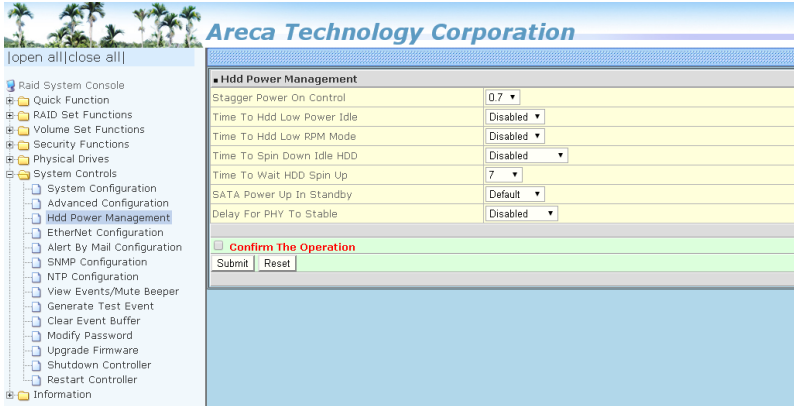 Areca Technology Corporation
|open all|close all|
Raid System Console
Quick Function
RAID Set Functions
Volume Set Functions
Security Functions
Physical Drives
System Controls
System Configuration
Advanced Configuration
Hdd Power Management
EtherNet Configuration
Alert By Mail Configuration
SNMP Configuration
NTP Configuration
View Events/Mute Beeper
Generate Test Event
Clear Event Buffer
Modify Password
Upgrade Firmware
Shutdown Controller
Restart Controller
Information
Hdd Power Management
Stagger Power On Control 0.7
Time To Hdd Low Power Idle Disabled
Time To Hdd Low RPM Mode Disabled
Time To Spin Down Idle HDD Disabled
Time To Wait HDD Spin Up 7
SATA Power Up In Standby Default
Delay For PHY To Stable Disabled
Confirm The Operation
Submit Reset